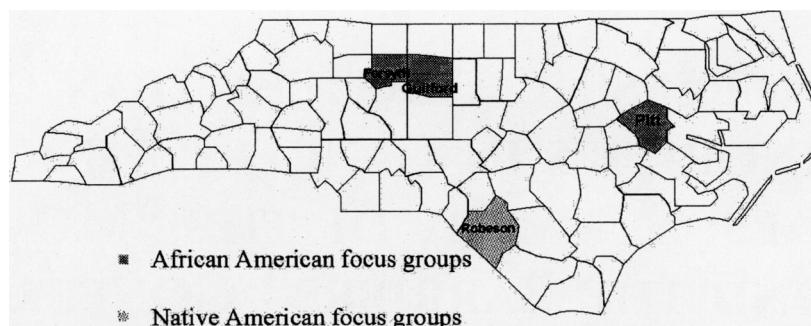 Forsyth
Guilford
Pitt
Robeson
African American focus groups
Native American focus groups